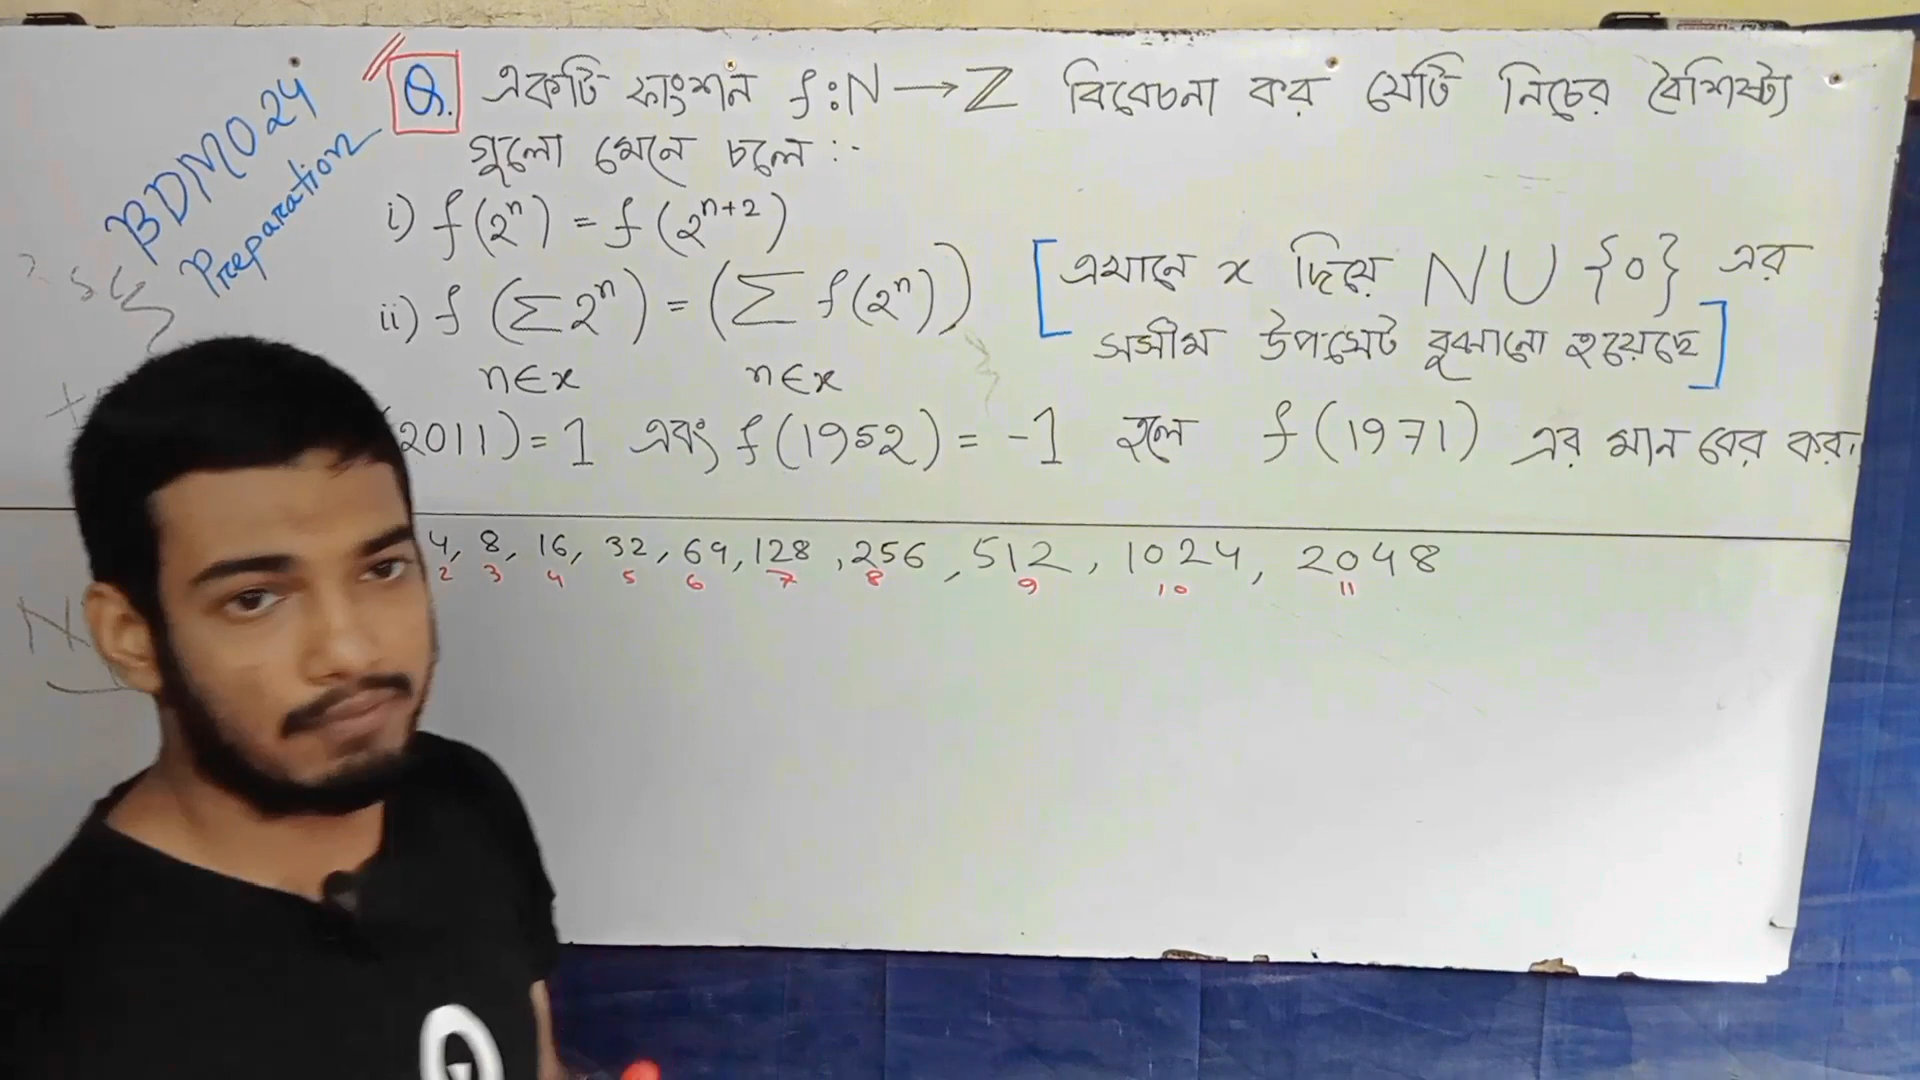 BDMO 24
Preparation
Q. একটি ফাংশন f:N→Z বিবেচনা কর যেটি নিচের বৈশিষ্ট্য
গুলো মেনে চলে :-
i) f(2ⁿ) = f(2ⁿ⁺²)
ii) f(∑2ⁿ) = (∑ f(2ⁿ))
n∈x n∈x
[এখানে x দিয়ে N∪{0} এর
সসীম উপসেট বুঝানো হয়েছে]
2011)=1 এবং f(1952)=-1 হলে f(1971) এর মান বের কর।
4, 8, 16, 32, 64, 128, 256, 512, 1024, 2048
2 3 4 5 6 7 8 9 10 11